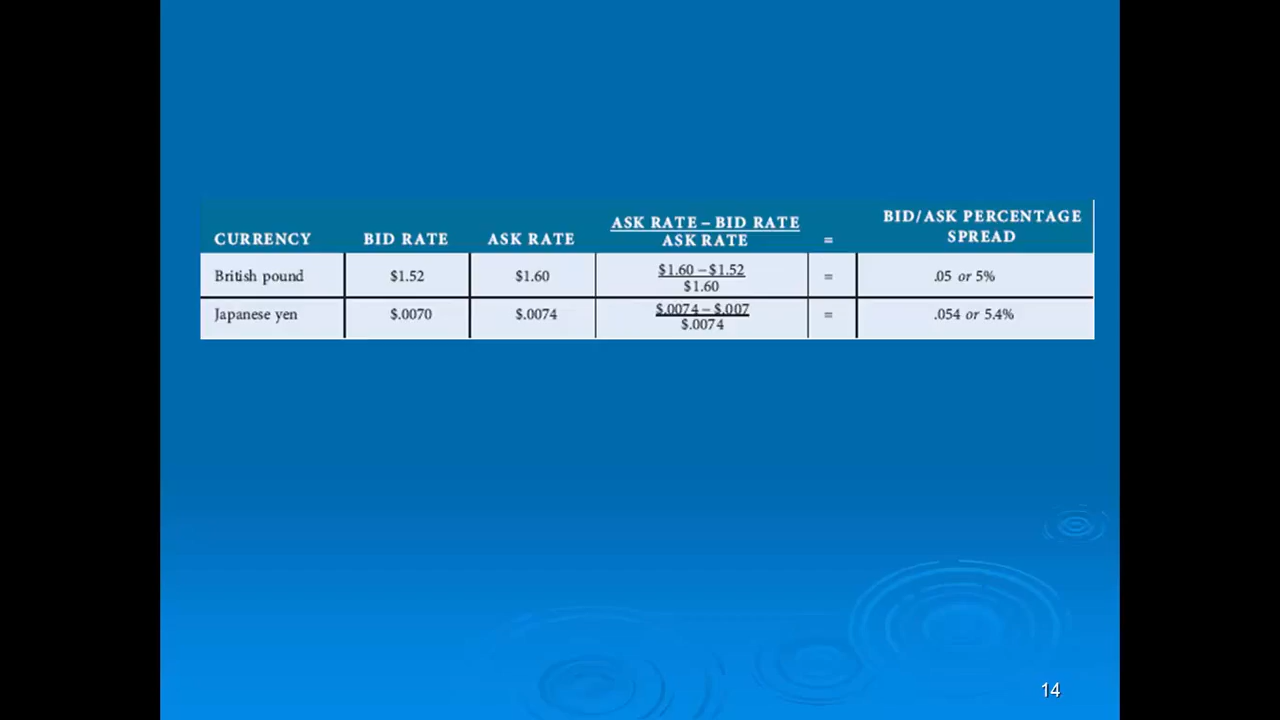 CURRENCY BID RATE ASK RATE ASK RATE – BID RATE = BID/ASK PERCENTAGE
ASK RATE SPREAD
British pound $1.52 $1.60 $1.60 – $1.52 = .05 or 5%
$1.60
Japanese yen $.0070 $.0074 $.0074 – $.007 = .054 or 5.4%
$.0074
14